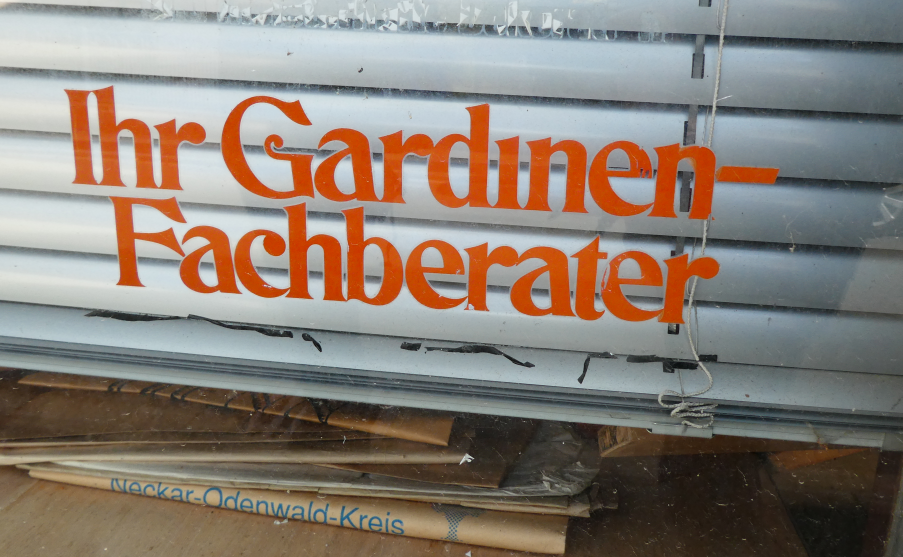 Ihr Gardinen-
Fachberater
Neckar-Odenwald-Kreis